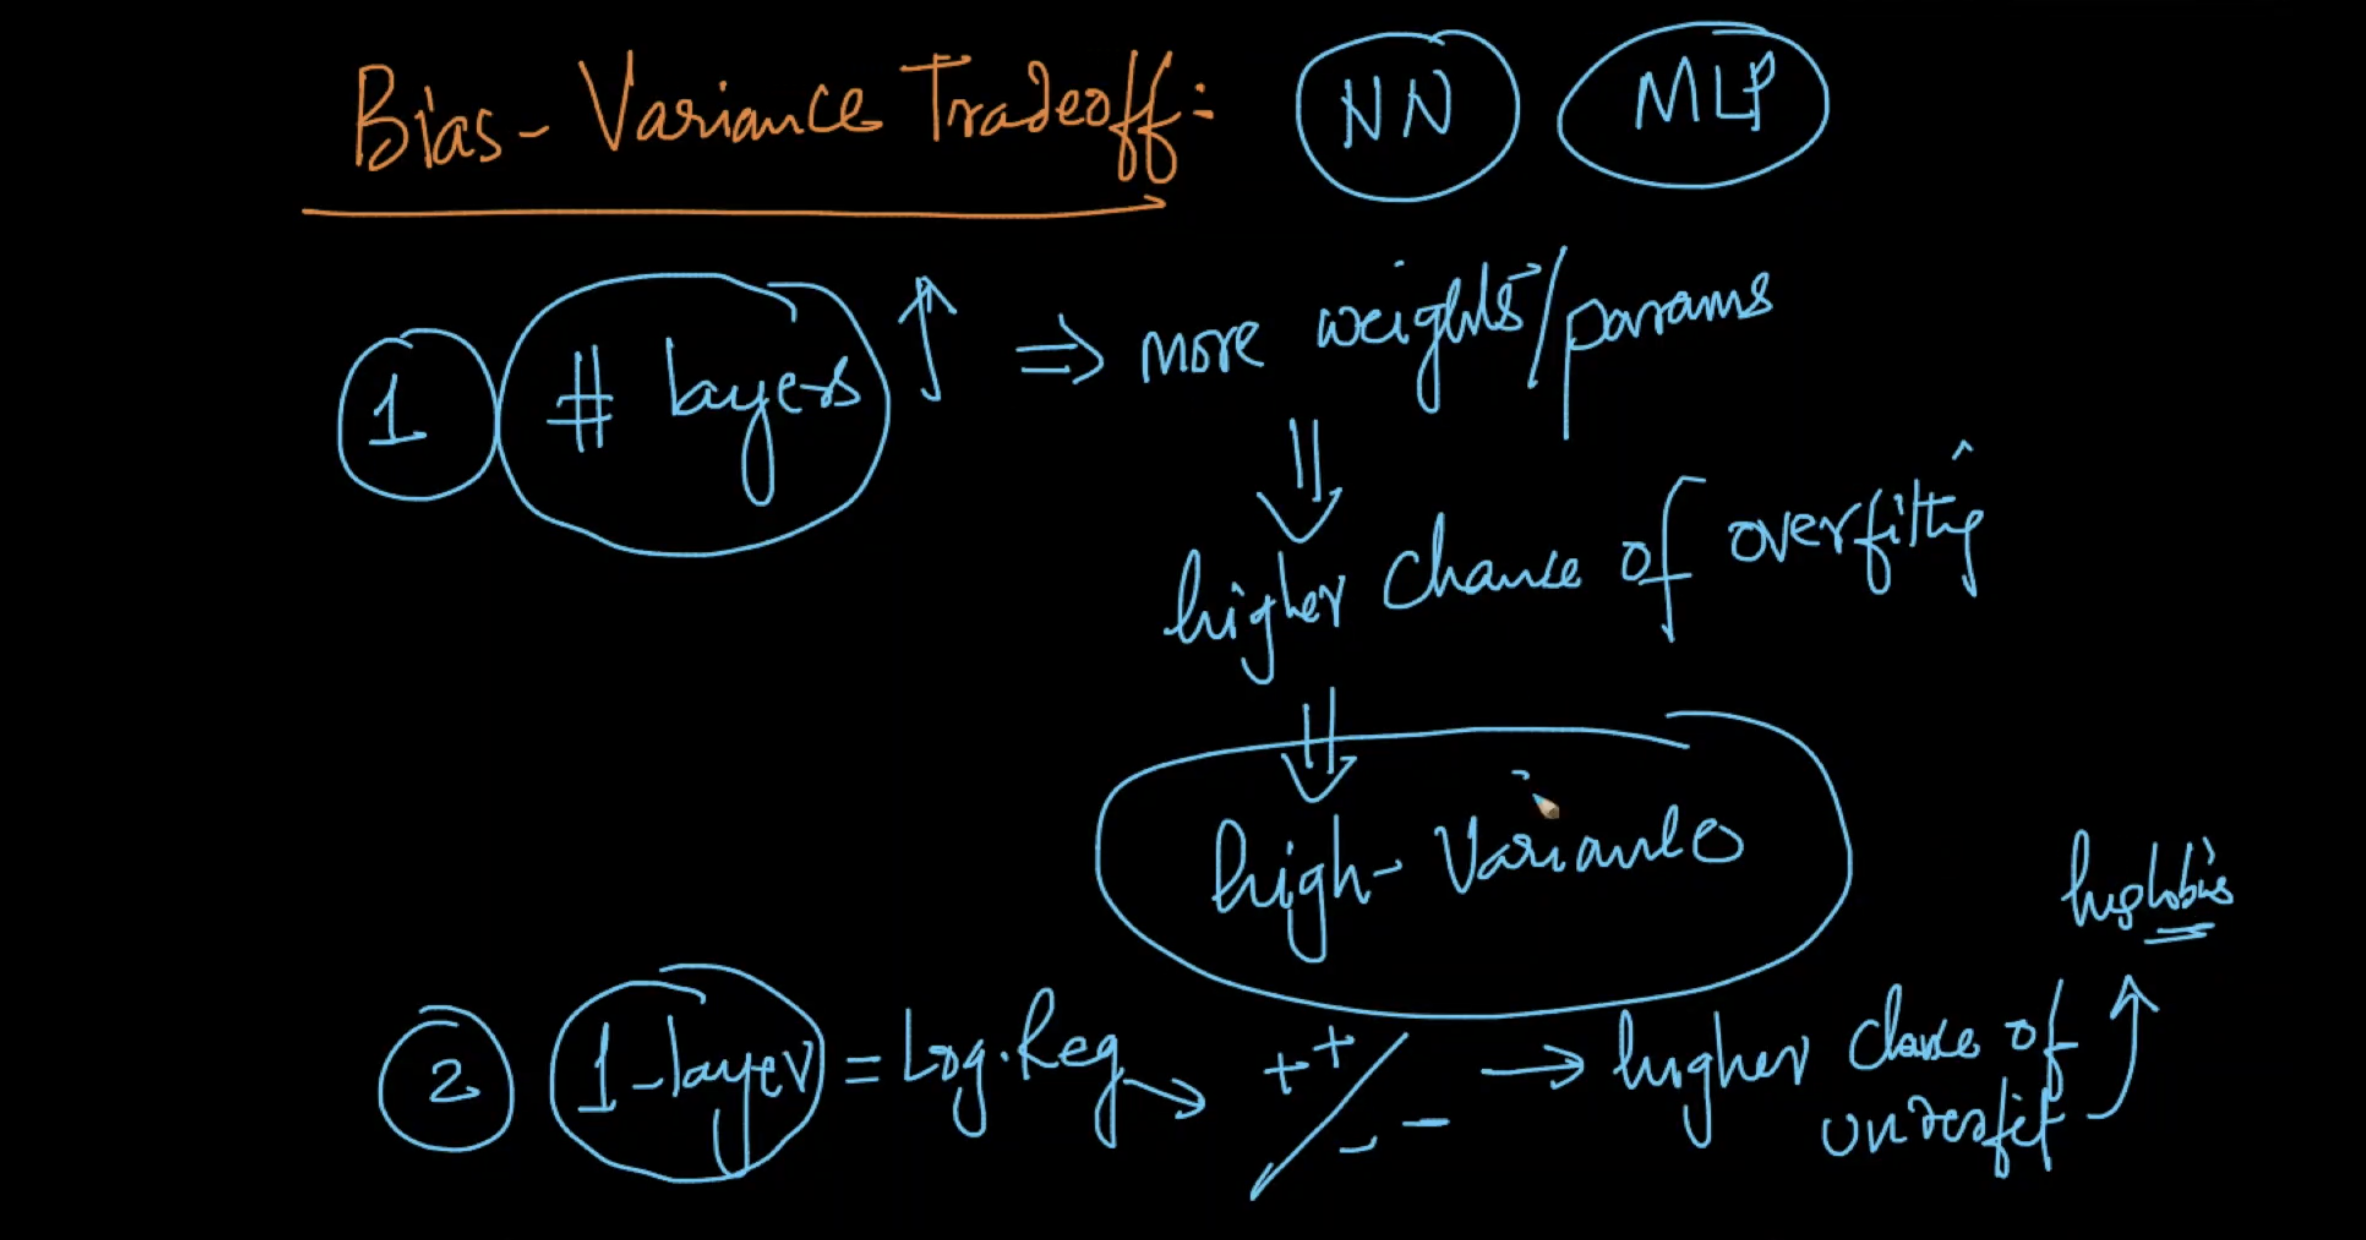 Bias-Variance Tradeoff:- NN MLP
1 # layers ↑ ⇒ more weights/params
higher chance of overfitting
high-Variance
high bias
2 1-layer = Log.Reg → + + / - - → higher chance of
underfit